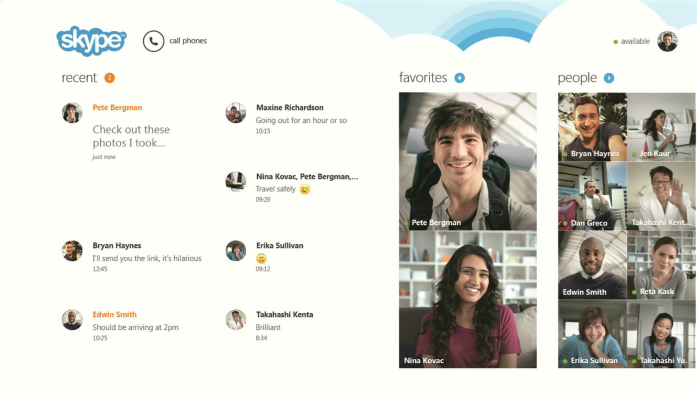 skype
call phones
available
recent 2
favorites
people
Pete Bergman
Check out these
photos I took...
just now
Maxine Richardson
Going out for an hour or so
10:15
Nina Kovac, Pete Bergman,...
Travel safely
09:26
Bryan Haynes
I'll send you the link, it's hilarious
12:45
Erika Sullivan
09:12
Edwin Smith
Should be arriving at 2pm
10:25
Takahashi Kenta
Brilliant
8:34
Pete Bergman
Nina Kovac
Bryan Haynes
Jen Kaur
Dan Greco
Takahashi Kent...
Edwin Smith
Reta Kask
Erika Sullivan
Takahashi Yu...